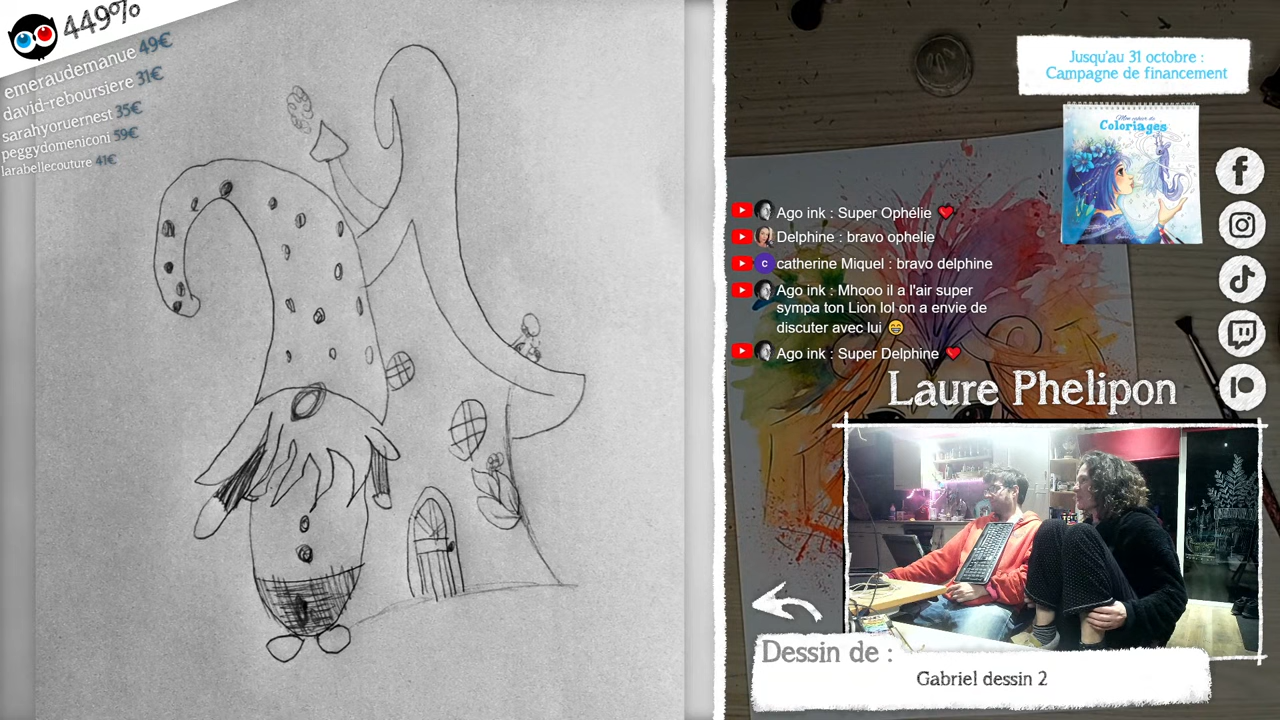 449%
emeraudemanue 49€
david-reboursiere 31€
sarahyoruernest 35€
peggydomeniconi 59€
larabellecouture 41€
Jusqu'au 31 octobre :
Campagne de financement
Mon cahier de
Coloriages
Ago ink : Super Ophélie ❤️
Delphine : bravo ophelie
C catherine Miquel : bravo delphine
Ago ink : Mhooo il a l'air super
sympa ton Lion lol on a envie de
discuter avec lui 😁
Ago ink : Super Delphine ❤️
Laure Phelipon
Dessin de :
Gabriel dessin 2